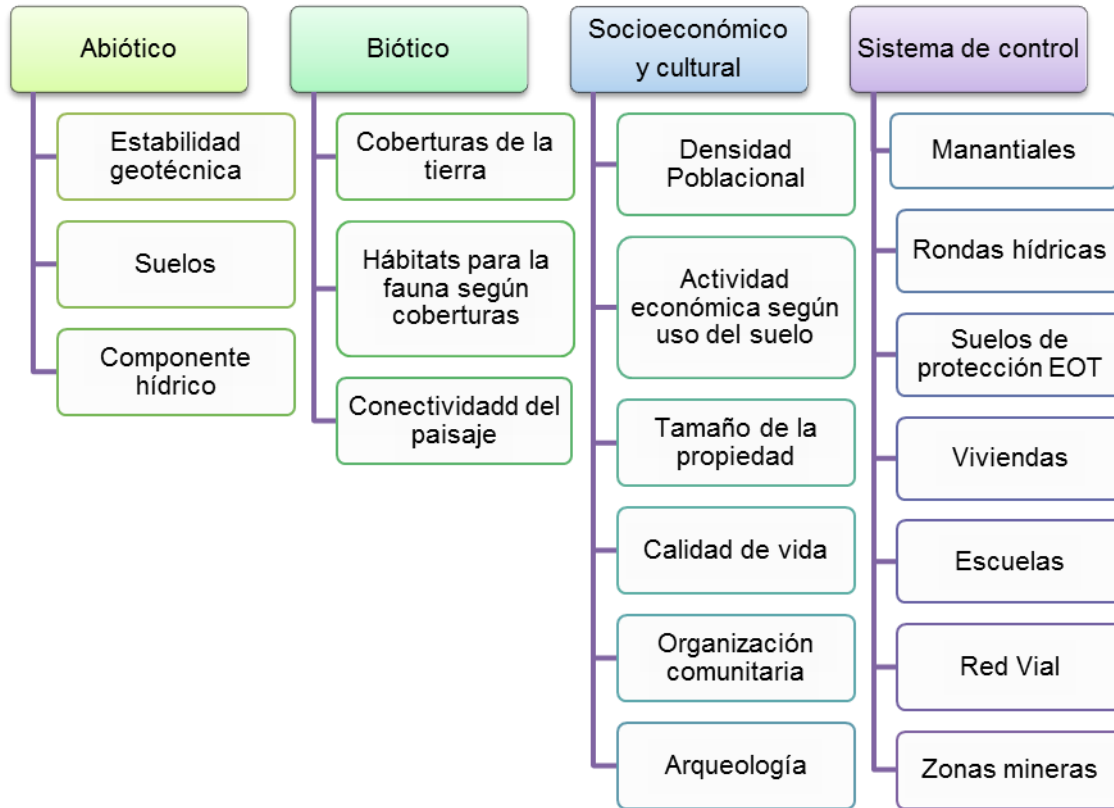 Abiótico
Estabilidad
geotécnica
Suelos
Componente
hídrico
Biótico
Coberturas de la
tierra
Hábitats para la
fauna según
coberturas
Conectividadd del
paisaje
Socioeconómico
y cultural
Densidad
Poblacional
Actividad
económica según
uso del suelo
Tamaño de la
propiedad
Calidad de vida
Organización
comunitaria
Arqueología
Sistema de control
Manantiales
Rondas hídricas
Suelos de
protección EOT
Viviendas
Escuelas
Red Vial
Zonas mineras